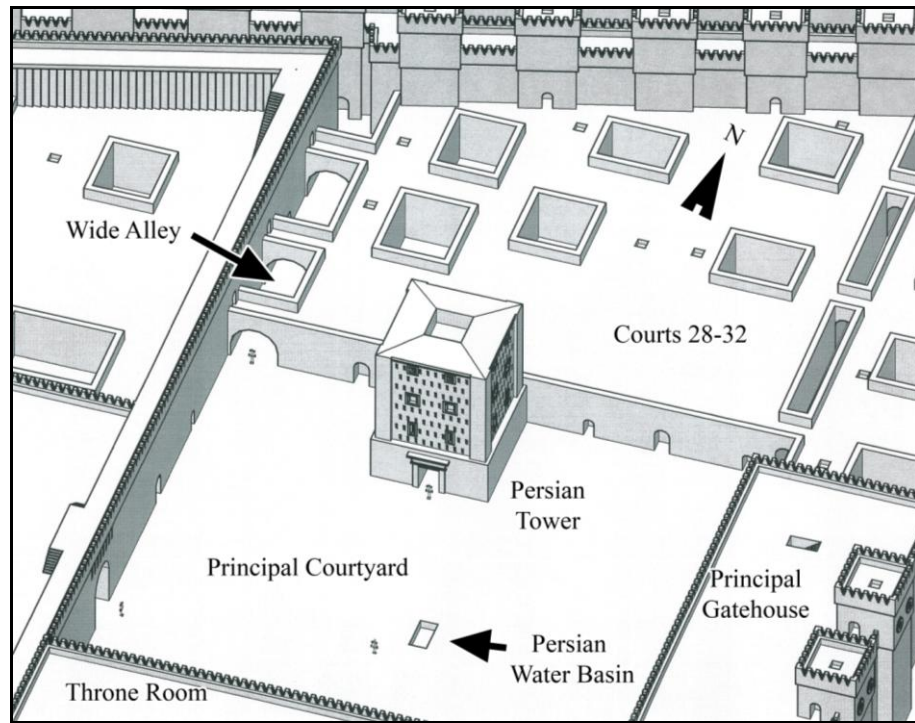 N
Wide Alley
Courts 28-32
Persian
Tower
Principal Courtyard
Principal
Gatehouse
Persian
Water Basin
Throne Room